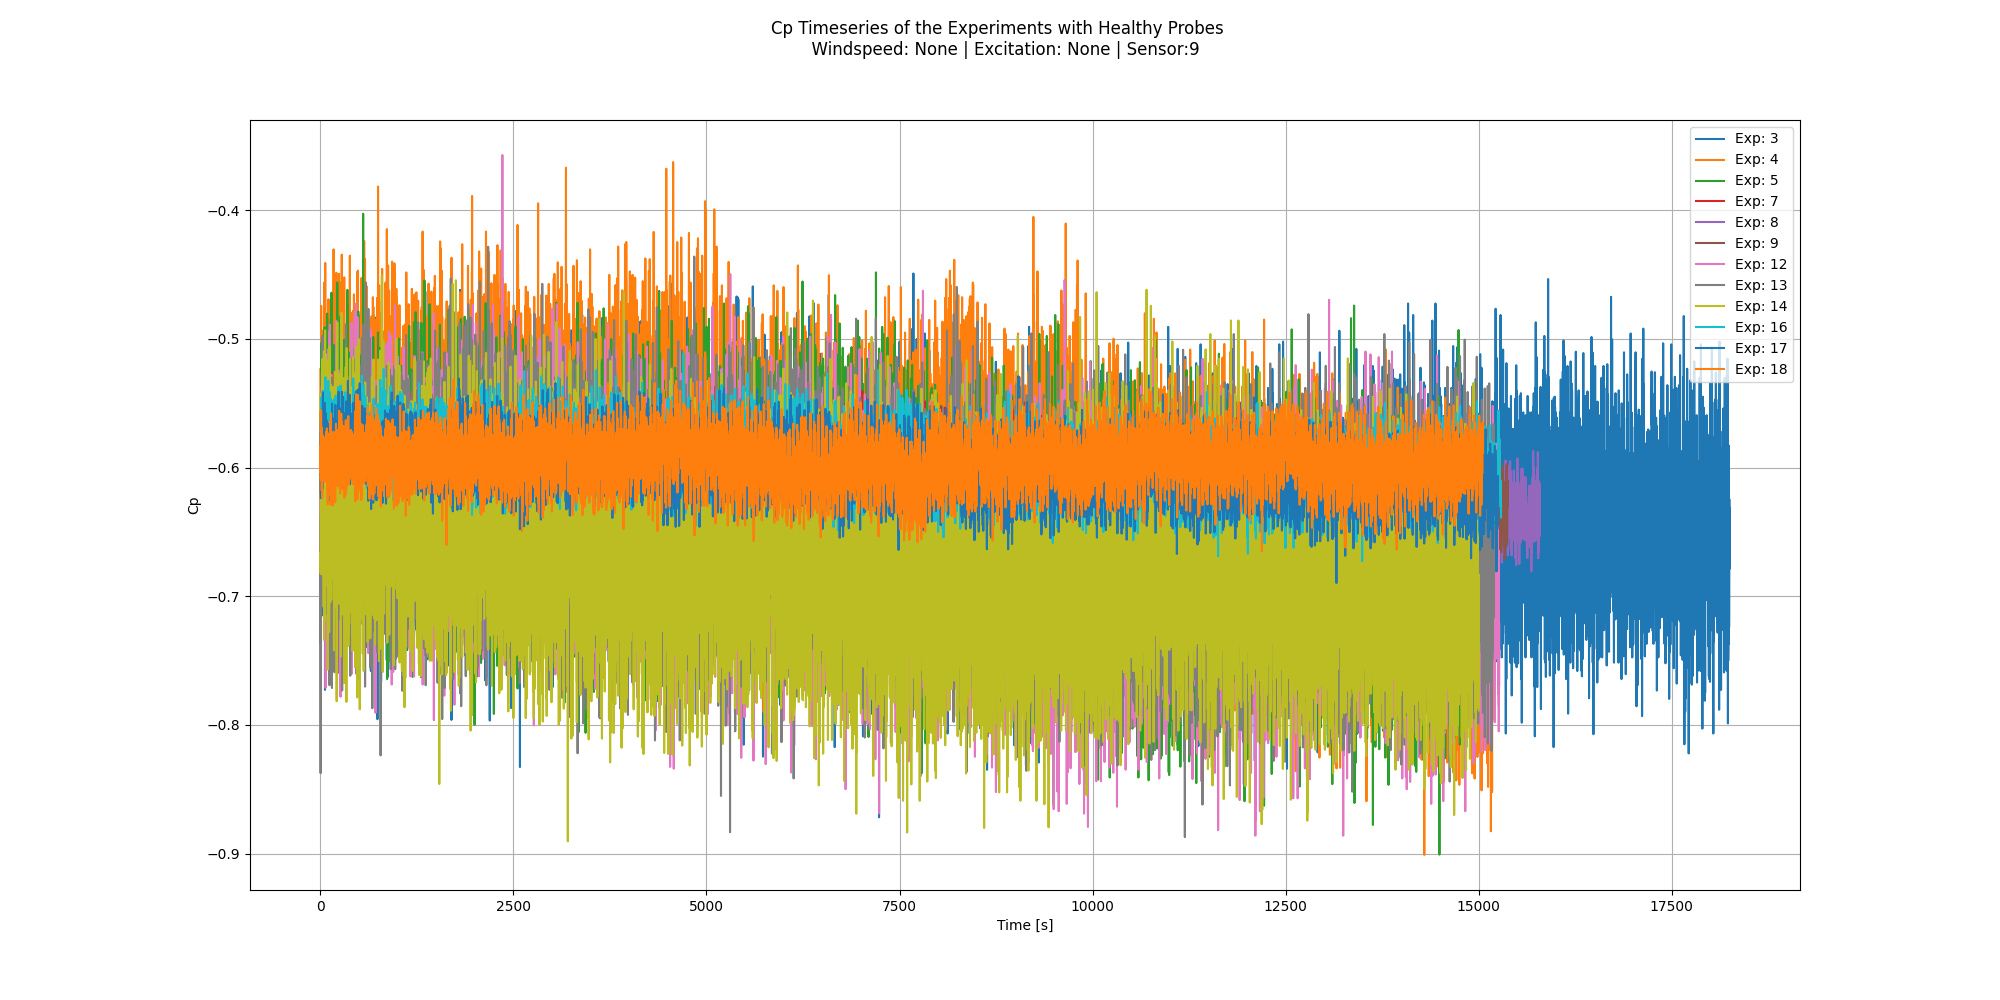 Cp Timeseries of the Experiments with Healthy Probes
Windspeed: None | Excitation: None | Sensor:9
Exp: 3
Exp: 4
Exp: 5
Exp: 7
Exp: 8
Exp: 9
Exp: 12
Exp: 13
Exp: 14
Exp: 16
Exp: 17
Exp: 18
−0.4
−0.5
−0.6
−0.7
−0.8
−0.9
Cp
0
2500
5000
7500
10000
12500
15000
17500
Time [s]